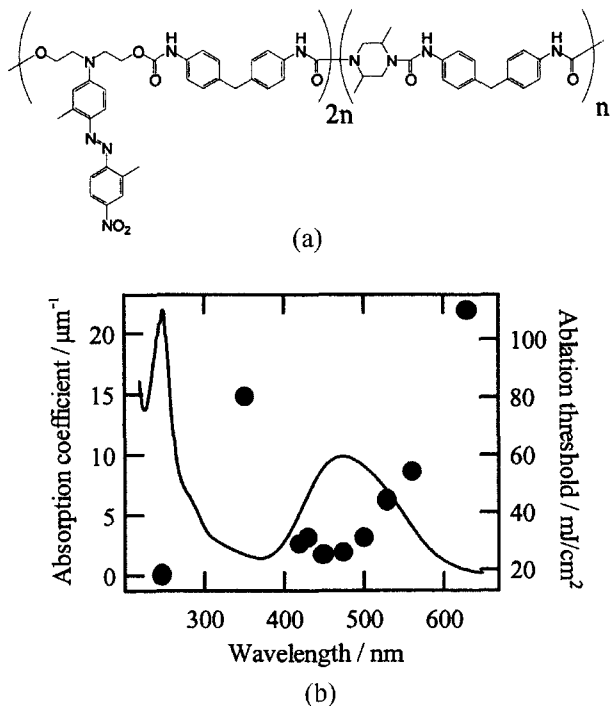 O N O O H N H N O 2n N N O H N H N O n
N N
NO₂
(a)
Absorption coefficient / μm⁻¹
20
15
10
5
0
Ablation threshold / mJ/cm²
100
80
60
40
20
300 400 500 600
Wavelength / nm
(b)